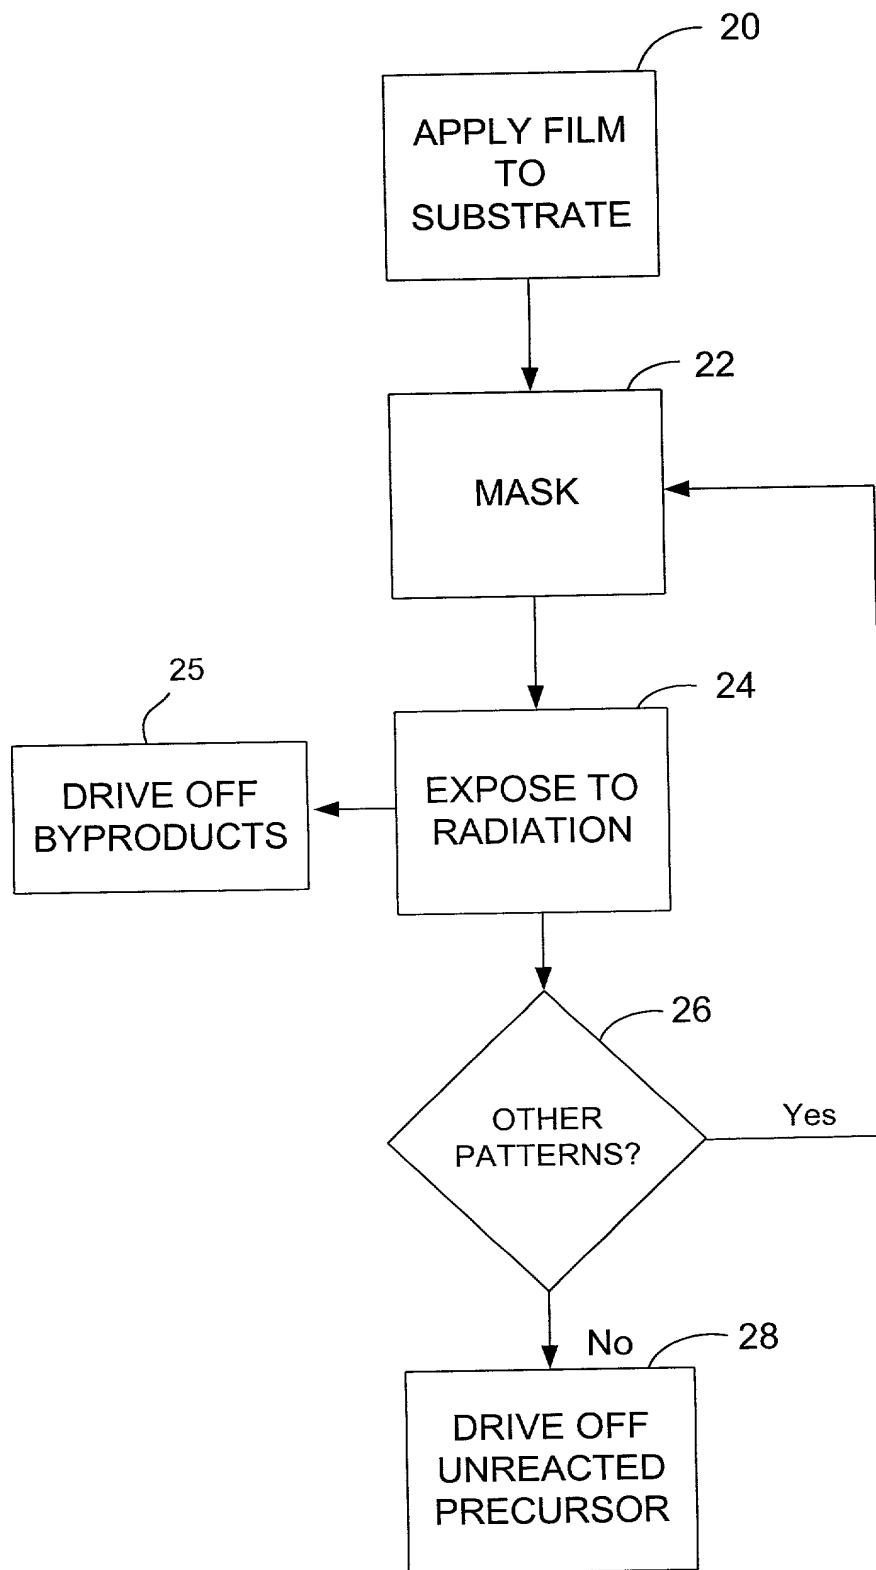 20
APPLY FILM
TO
SUBSTRATE
22
MASK
25
24
DRIVE OFF
BYPRODUCTS
EXPOSE TO
RADIATION
26
OTHER
PATTERNS?
Yes
No
28
DRIVE OFF
UNREACTED
PRECURSOR